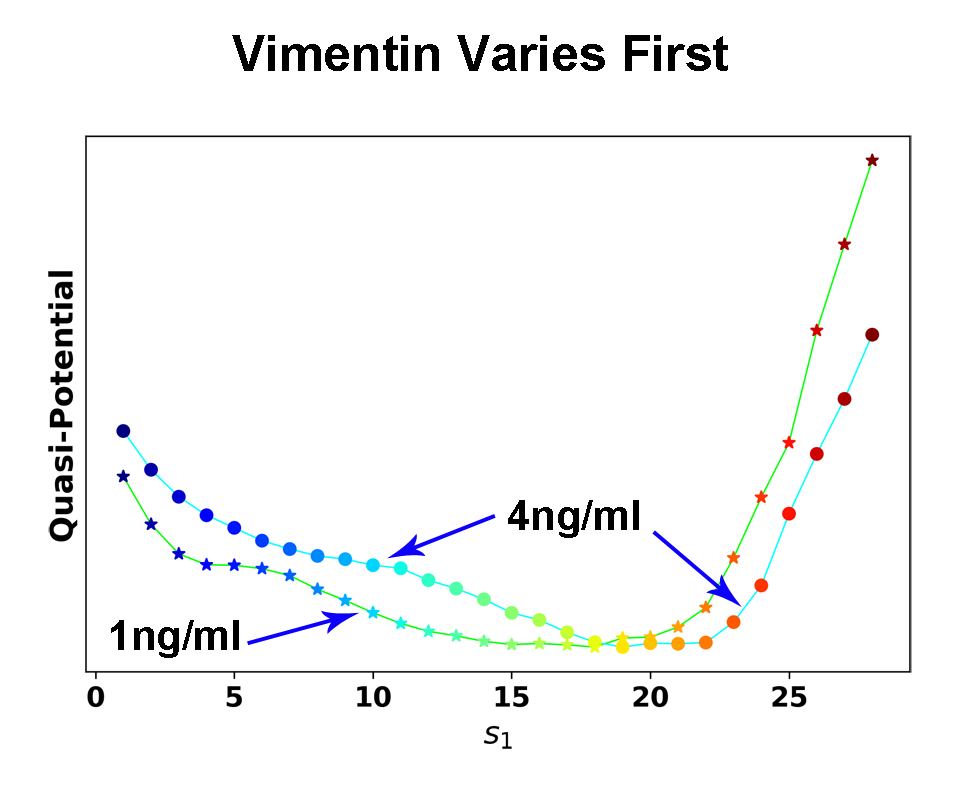 Vimentin Varies First
Quasi-Potential
4ng/ml
1ng/ml
0 5 10 15 20 25
s₁